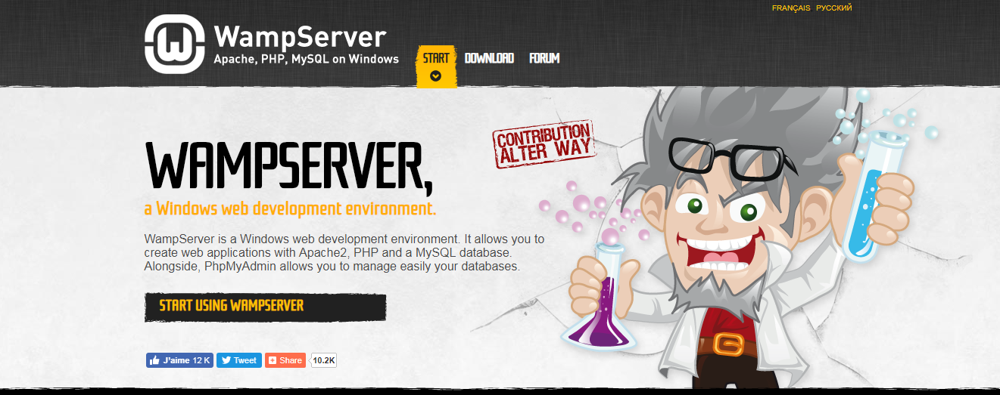 FRANÇAIS РУССКИЙ
WampServer
Apache, PHP, MySQL on Windows
START DOWNLOAD FORUM
CONTRIBUTION
ALTER WAY
WAMPSERVER,
a Windows web development environment.
WampServer is a Windows web development environment. It allows you to
create web applications with Apache2, PHP and a MySQL database.
Alongside, PhpMyAdmin allows you to manage easily your databases.
START USING WAMPSERVER
J'aime 12 K Tweet Share 10.2K